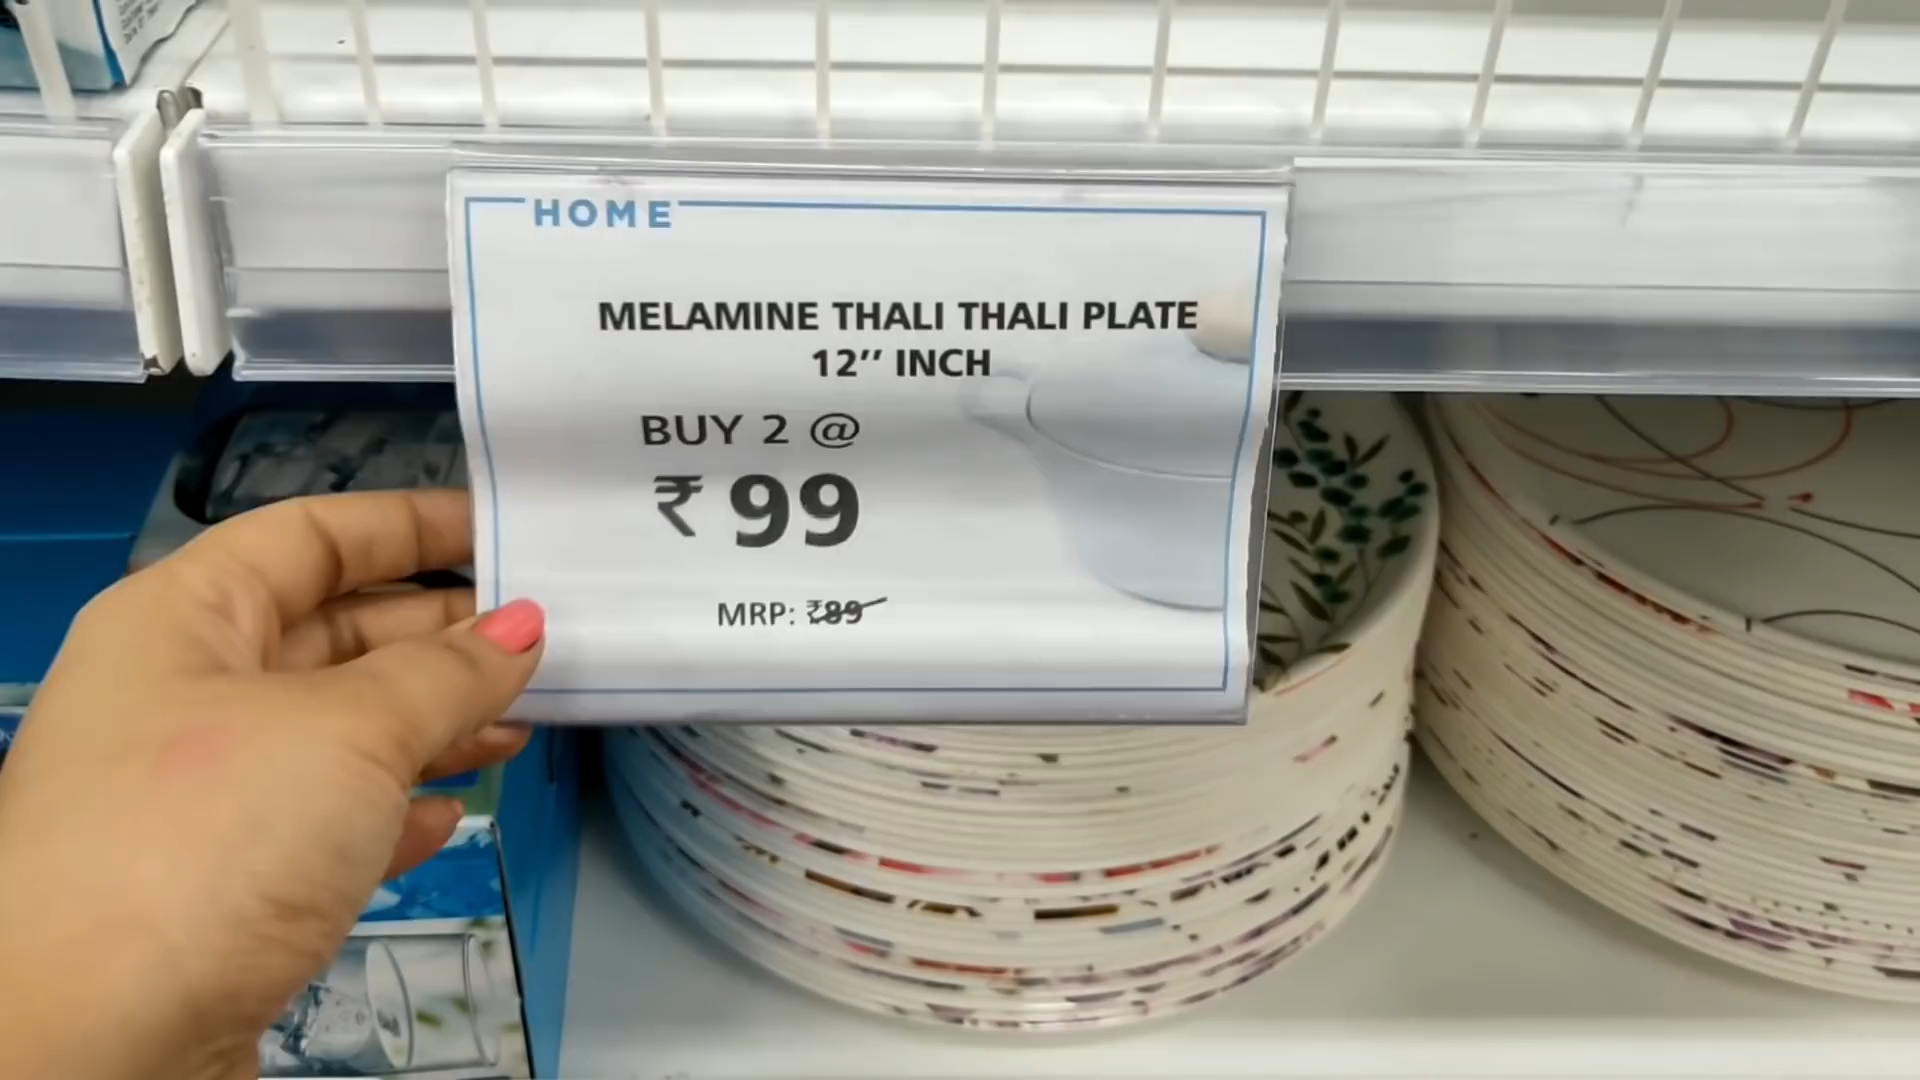 HOME
MELAMINE THALI THALI PLATE
12’’ INCH
BUY 2 @
₹ 99
MRP: ₹89